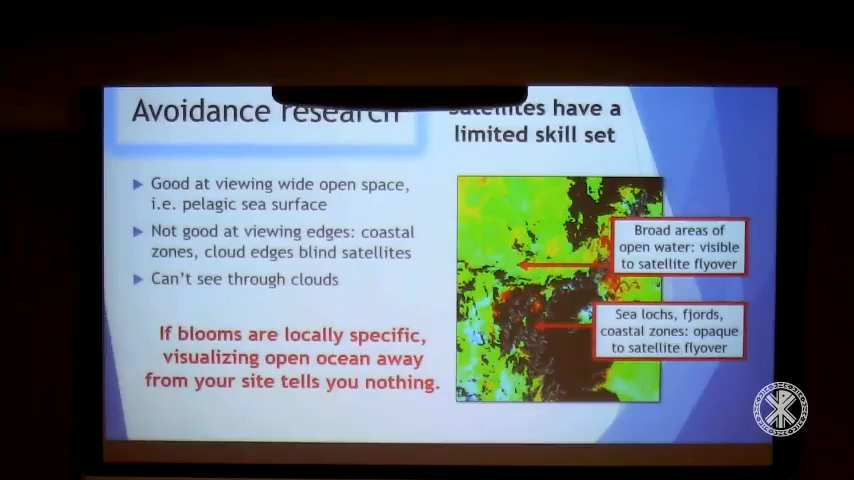 Avoidance research
Satellites have a
limited skill set
Good at viewing wide open space,
i.e. pelagic sea surface
Not good at viewing edges: coastal
zones, cloud edges blind satellites
Can't see through clouds
If blooms are locally specific,
visualizing open ocean away
from your site tells you nothing.
Broad areas of
open water: visible
to satellite flyover
Sea lochs, fjords,
coastal zones: opaque
to satellite flyover